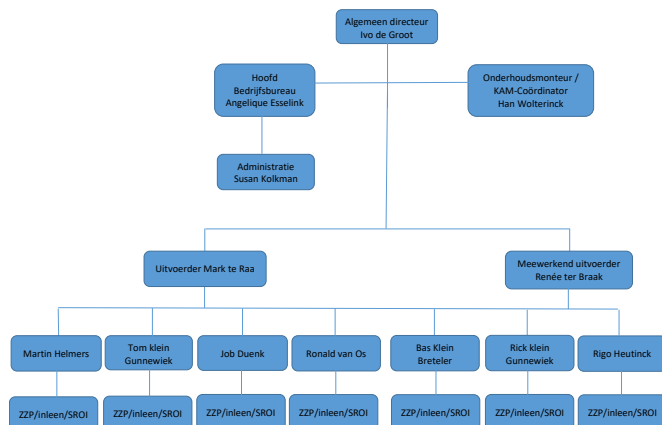 Algemeen directeur
Ivo de Groot
Hoofd
Bedrijfsbureau
Angelique Esselink
Onderhoudsmonteur /
KAM-Coördinator
Han Wolterinck
Administratie
Susan Kolkman
Uitvoerder Mark te Raa
Meewerkend uitvoerder
Renée ter Braak
Martin Helmers
Tom klein
Gunnewiek
Job Duenk
Ronald van Os
Bas Klein
Breteler
Rick klein
Gunnewiek
Rigo Heutinck
ZZP/inleen/SROI
ZZP/inleen/SROI
ZZP/inleen/SROI
ZZP/inleen/SROI
ZZP/inleen/SROI
ZZP/inleen/SROI
ZZP/inleen/SROI